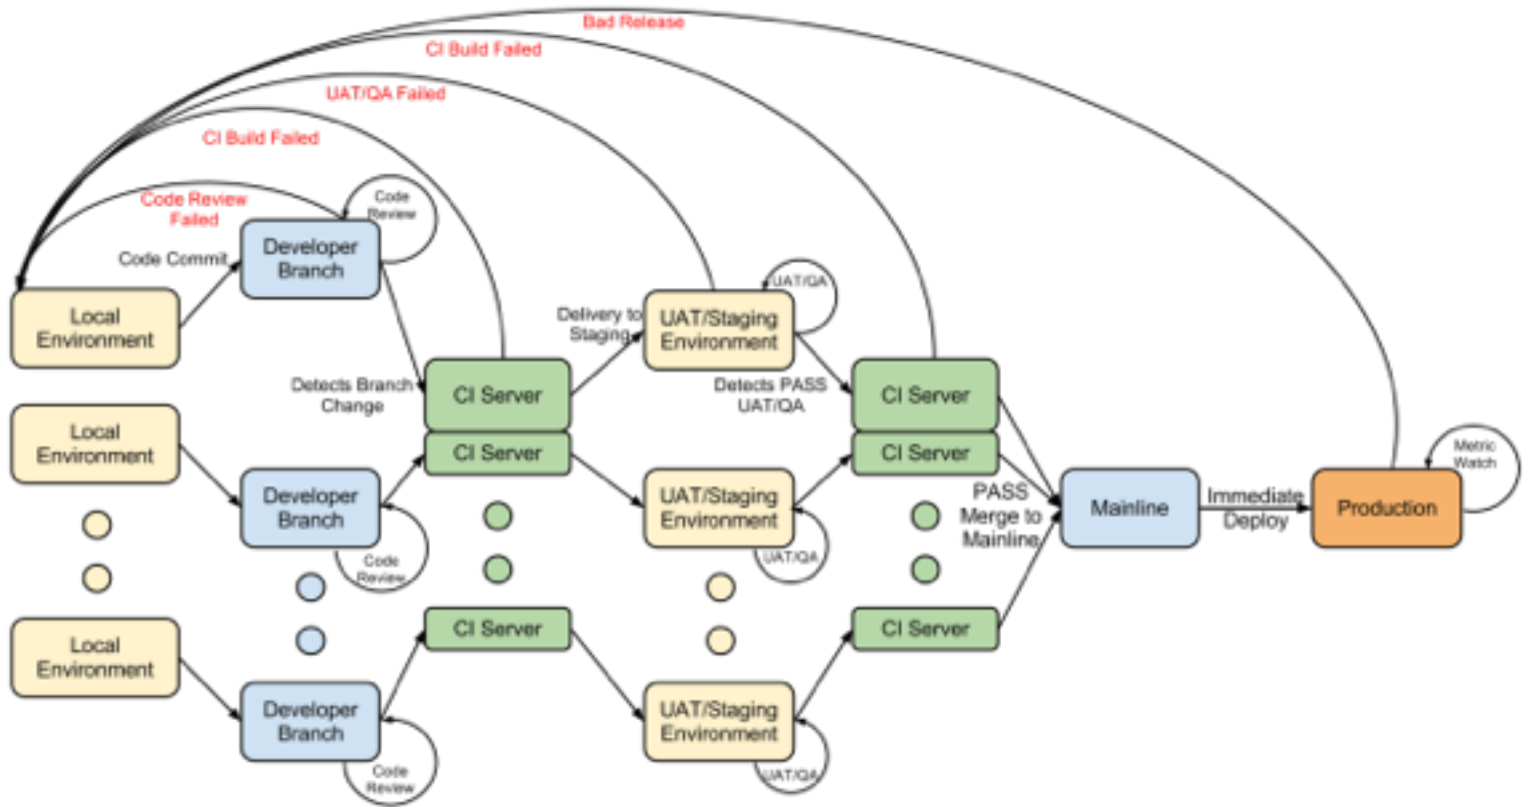 Bad Release
CI Build Failed
UAT/QA Failed
CI Build Failed
Code Review
Failed
Code
Review
Code Commit
Developer
Branch
Local
Environment
UAT/QA
Delivery to
Staging
UAT/Staging
Environment
Detects Branch
Change
CI Server
Detects PASS
UAT/QA
CI Server
Local
Environment
CI Server
CI Server
Metric
Watch
Developer
Branch
UAT/Staging
Environment
PASS
Merge to
Mainline
Mainline
Immediate
Deploy
Production
Code
Review
UAT/QA
Local
Environment
CI Server
CI Server
Developer
Branch
UAT/Staging
Environment
Code
Review
UAT/QA